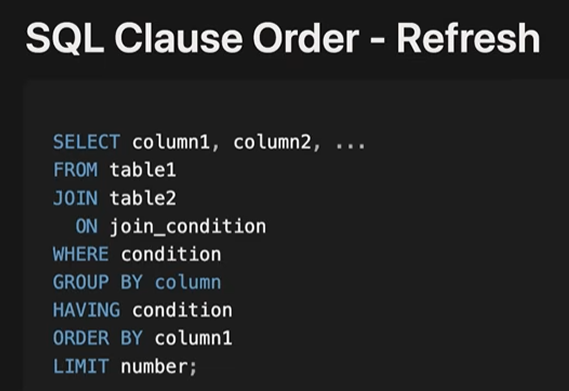 SQL Clause Order - Refresh
SELECT column1, column2, ...
FROM table1
JOIN table2
ON join_condition
WHERE condition
GROUP BY column
HAVING condition
ORDER BY column1
LIMIT number;